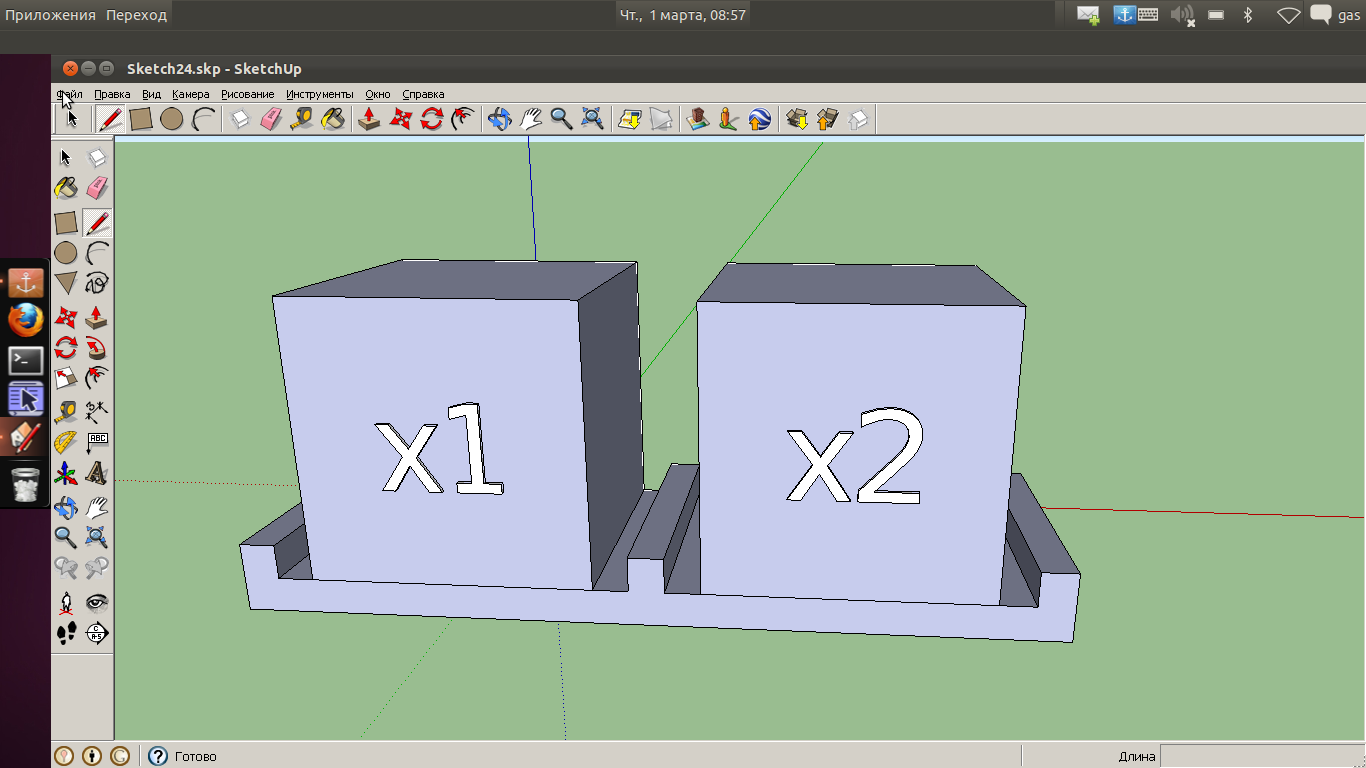 Приложения Переход
Чт., 1 марта, 08:57
gas
Sketch24.skp - SketchUp
Файл Правка Вид Камера Рисование Инструменты Окно Справка
ABC
x1
x2
Готово
Длина